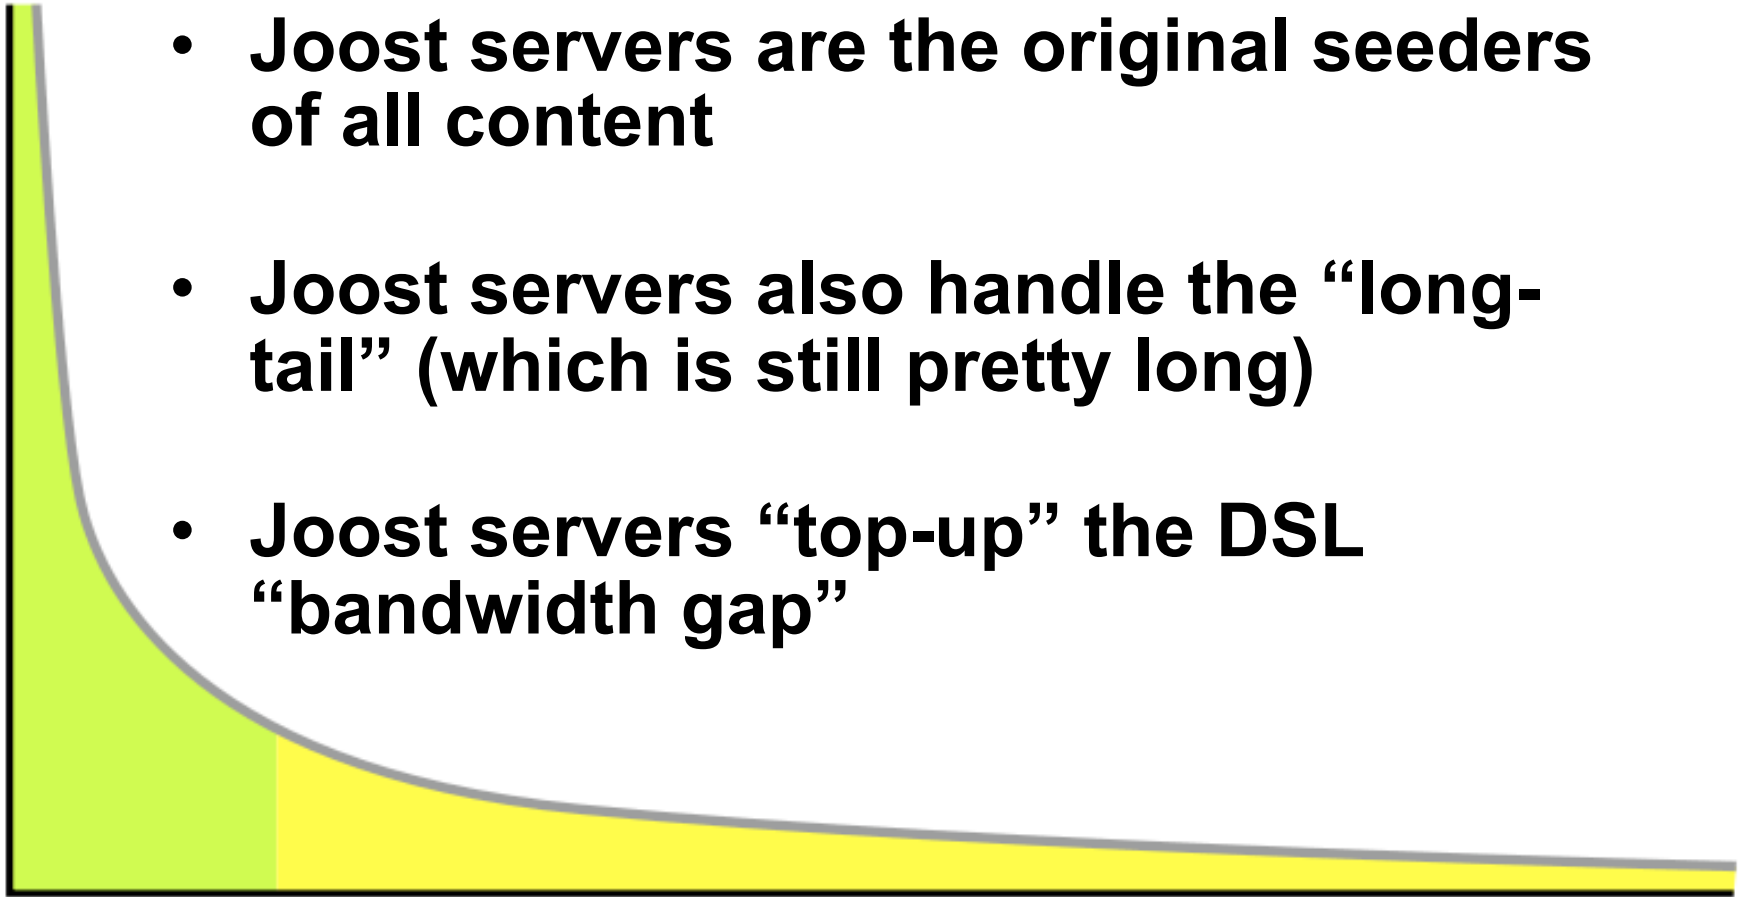 • Joost servers are the original seeders
of all content
• Joost servers also handle the “long-
tail” (which is still pretty long)
• Joost servers “top-up” the DSL
“bandwidth gap”